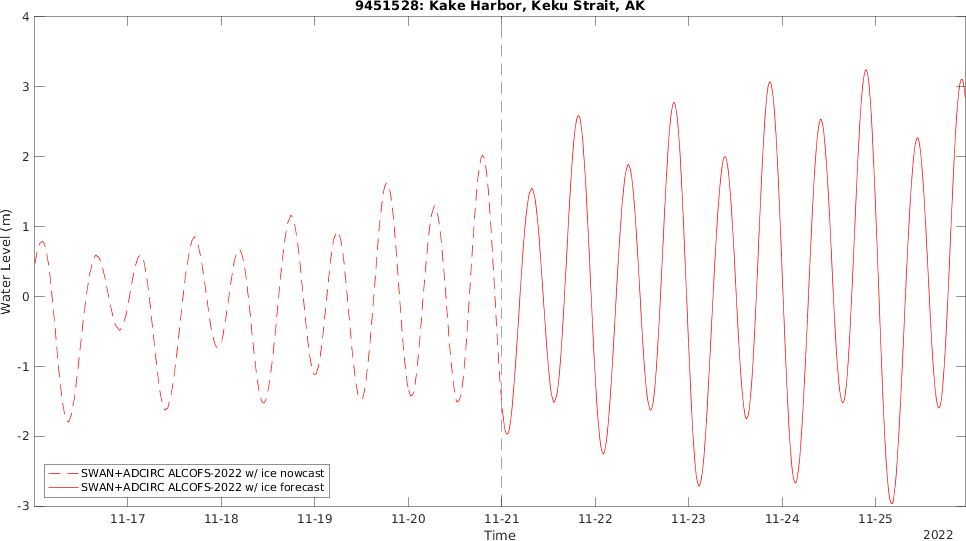 9451528: Kake Harbor, Keku Strait, AK
4
3
2
1
0
-1
-2
-3
Water Level (m)
SWAN+ADCIRC ALCOFS-2022 w/ ice nowcast
SWAN+ADCIRC ALCOFS-2022 w/ ice forecast
11-17 11-18 11-19 11-20 11-21 11-22 11-23 11-24 11-25
Time
2022